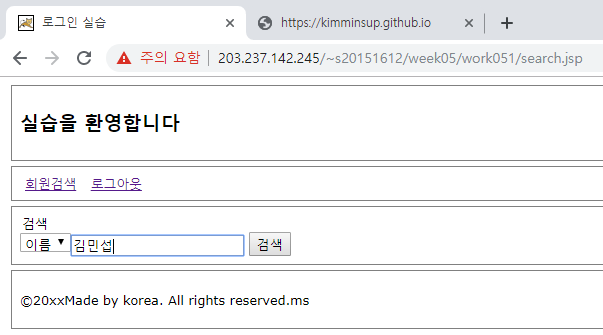 로그인 실습
https://kimminsup.github.io
주의 요함 | 203.237.142.245/~s20151612/week05/work051/search.jsp
실습을 환영합니다
회원검색 로그아웃
검색
이름 김민섭 검색
©20xxMade by korea. All rights reserved.ms